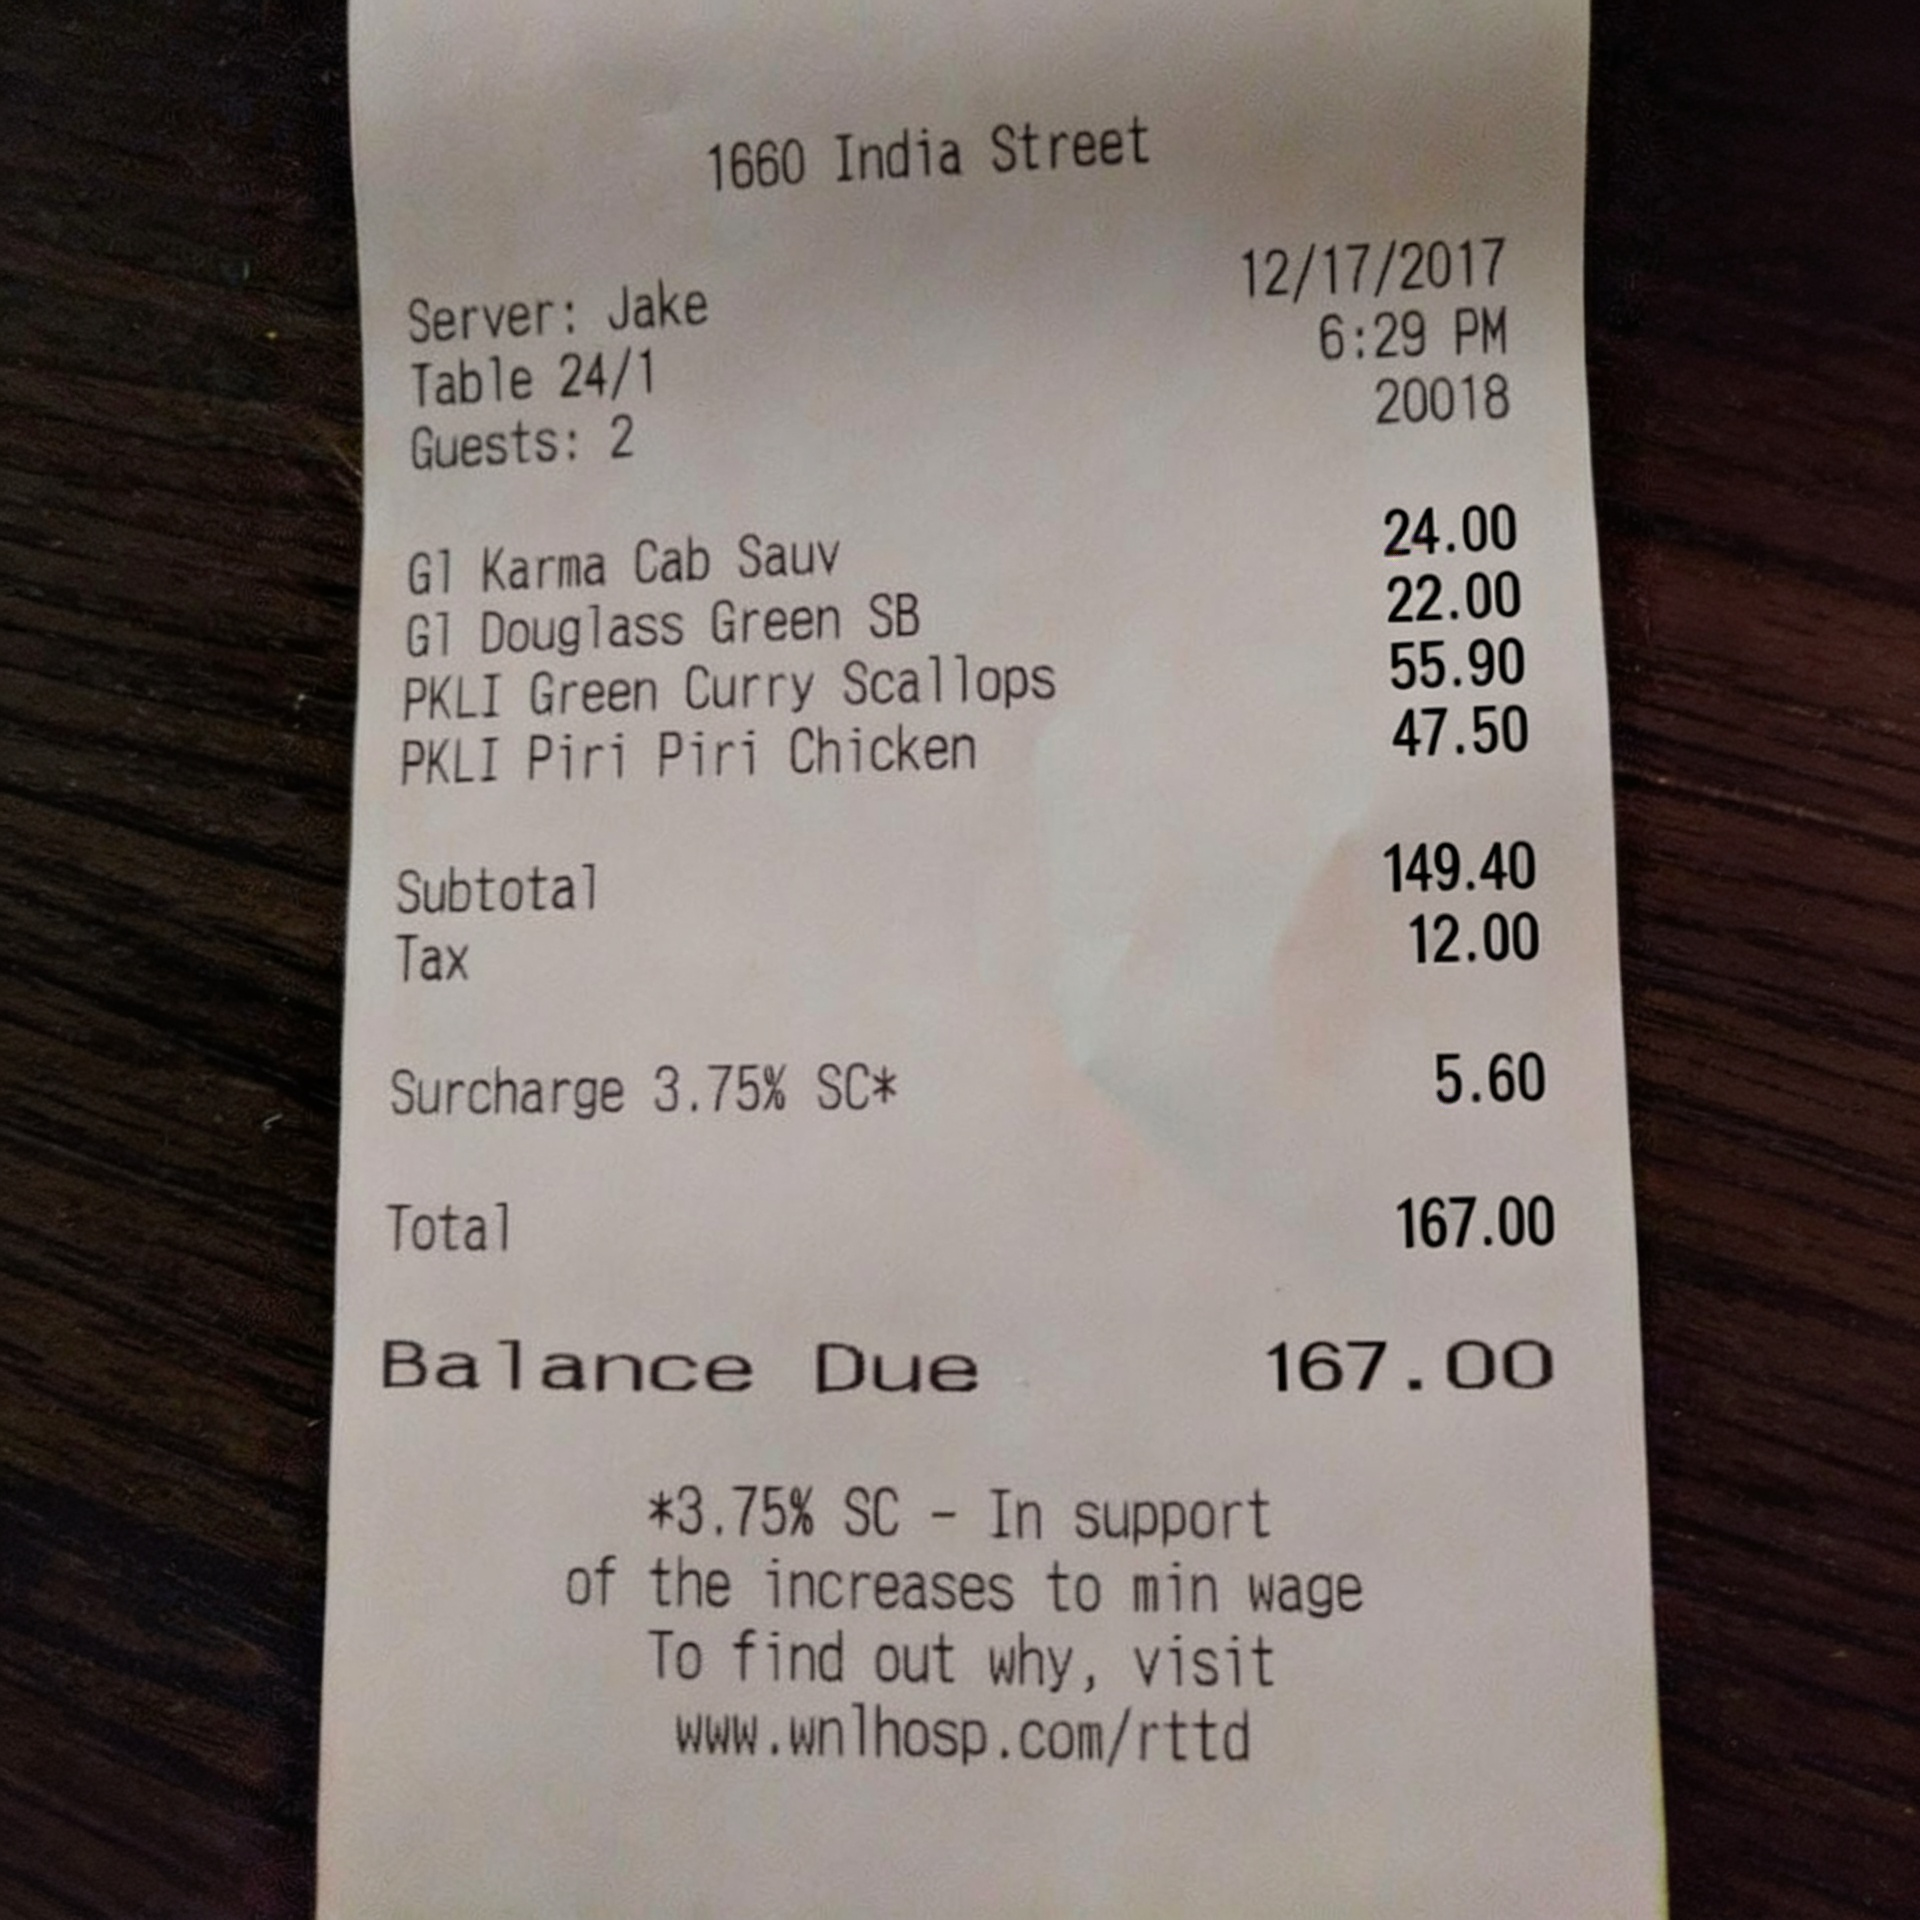 1660 India Street
12/17/2017
Server: Jake 6:29 PM
Table 24/1 20018
Guests: 2
Gl Karma Cab Sauv 24.00
Gl Douglass Green SB 22.00
PKLI Green Curry Scallops 55.90
PKLI Piri Piri Chicken 47.50
Subtotal 149.40
Tax 12.00
Surcharge 3.75% SC* 5.60
Total 167.00
Balance Due 167.00
*3.75% SC - In support
of the increases to min wage
To find out why, visit
www.wnlhosp.com/rttd